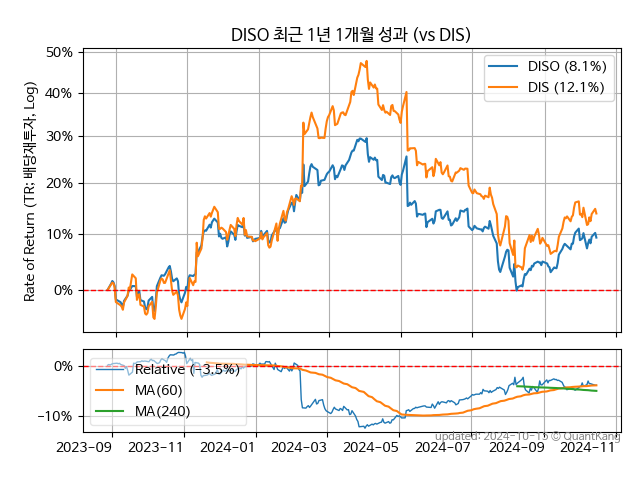 DISO 최근 1년 1개월 성과 (vs DIS)
Rate of Return (TR: 배당재투자, Log)
50%
40%
30%
20%
10%
0%
DISO (8.1%)
DIS (12.1%)
0%
−10%
Relative (−3.5%)
MA(60)
MA(240)
updated: 2024-10-15 © QuantKang
2023-09 2023-11 2024-01 2024-03 2024-05 2024-07 2024-09 2024-11